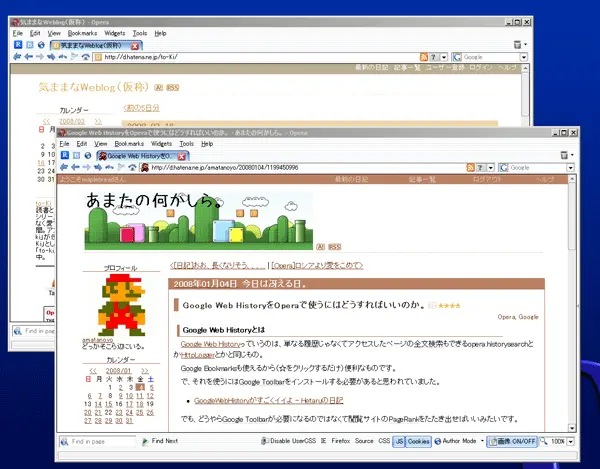 気ままなWeblog(仮称) - Opera
File Edit View Bookmarks Widgets Tools Help
気ままなWeblog(仮称)
http://d.hatena.ne.jp/to-Ki/
Google
最新の日記 記事一覧 ユーザー登録 ログイン ヘルプ
気ままなWeblog(仮称) AI RSS
カレンダー
<前の5日分
<< 2008/02 >>
日 月
to-Ki
Find in pag
Google Web HistoryをOperaで使うにはどうすればいいのか。 - あまたの何かしら。 - Opera
File Edit View Bookmarks Widgets Tools Help
Google Web HistoryをO...
http://d.hatena.ne.jp/amatanoyo/20080104/1199450996
Google
ようこそmapleleedさん
最新の日記 記事一覧 ログアウト ヘルプ
あまたの何かしら。
AI RSS
<[日記]おお、長くなりそう、、、、 | [Opera]ロシアより愛をこめて>
プロフィール
amatanoyo
どっかそこら辺にいる。
カレンダー
<< 2008/01 >>
日 月 火 水 木 金 土
1 2 3 4 5
6 7 8 9 10 11 12
13 14 15 16 17 18 19
20 21 22 23 24 25 26
27 28 29 30 31
2008年01月04日 今日は冴える日。
Google Web HistoryをOperaで使うにはどうすればいいのか。
Opera, Google
Google Web Historyとは
Google Web Historyっていうのは、単なる履歴じゃなくてアクセスしたページの全文検索もできるopera historysearchと
かHttpLoggerとかと同じもの。
Google Bookmarksも使えるから(☆をクリックするだけ)便利なものです。
で、それを使うにはGoogle Toolbarをインストールする必要があると思われていました。
• GoogleWebHistoryがすごくイイよ - Hetaruの日記
でも、どうやらGoogle Toolbarが必要になるのではなくて閲覧サイトのPageRankをたたき出せばいいみたいです。
Find in page Find Next Disable UserCSS IE Firefox Source CSS JS Cookies Author Mode 画像 ON/OFF 100%